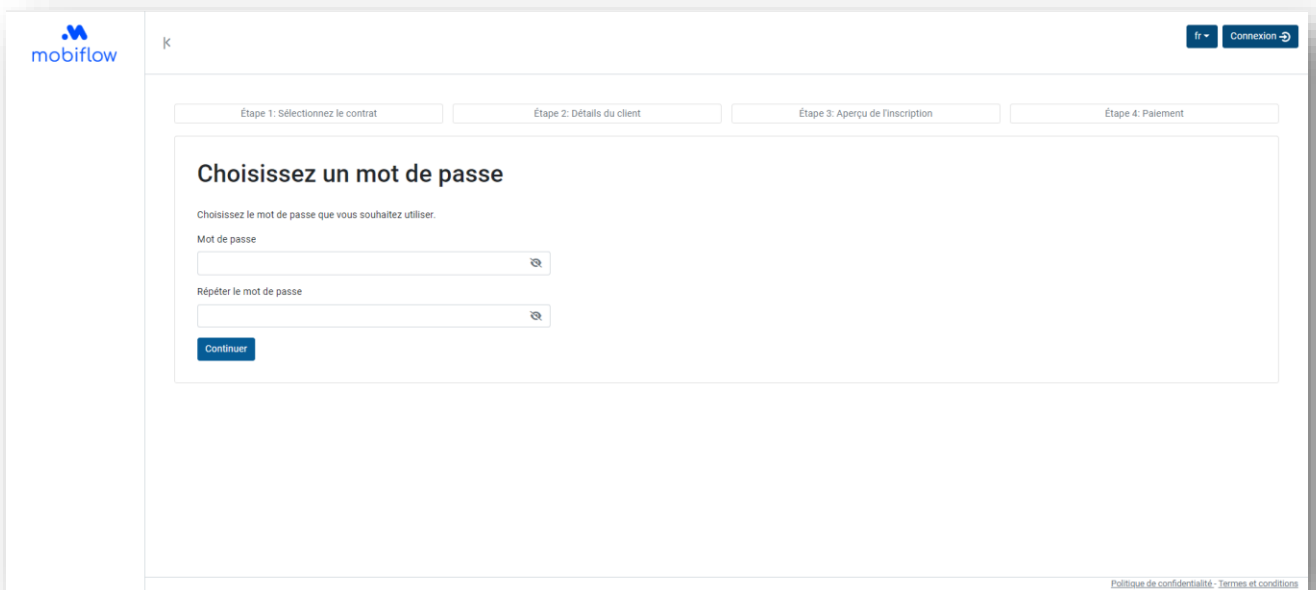 mobiflow
fr
Connexion
Étape 1: Sélectionnez le contrat
Étape 2: Détails du client
Étape 3: Aperçu de l'inscription
Étape 4: Paiement
Choisissez un mot de passe
Choisissez le mot de passe que vous souhaitez utiliser.
Mot de passe
Répéter le mot de passe
Continuer
Politique de confidentialité - Termes et conditions